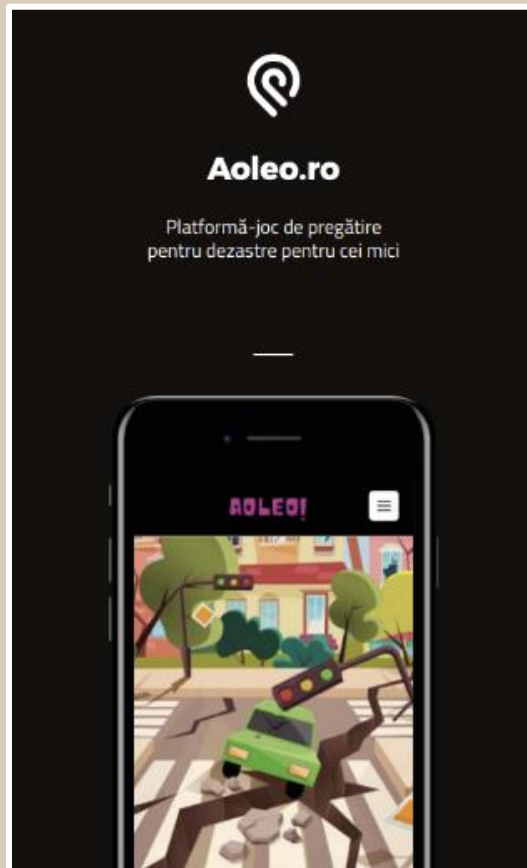 Aoleo.ro
Platformă-joc de pregătire
pentru dezastre pentru cei mici
AOLEO!